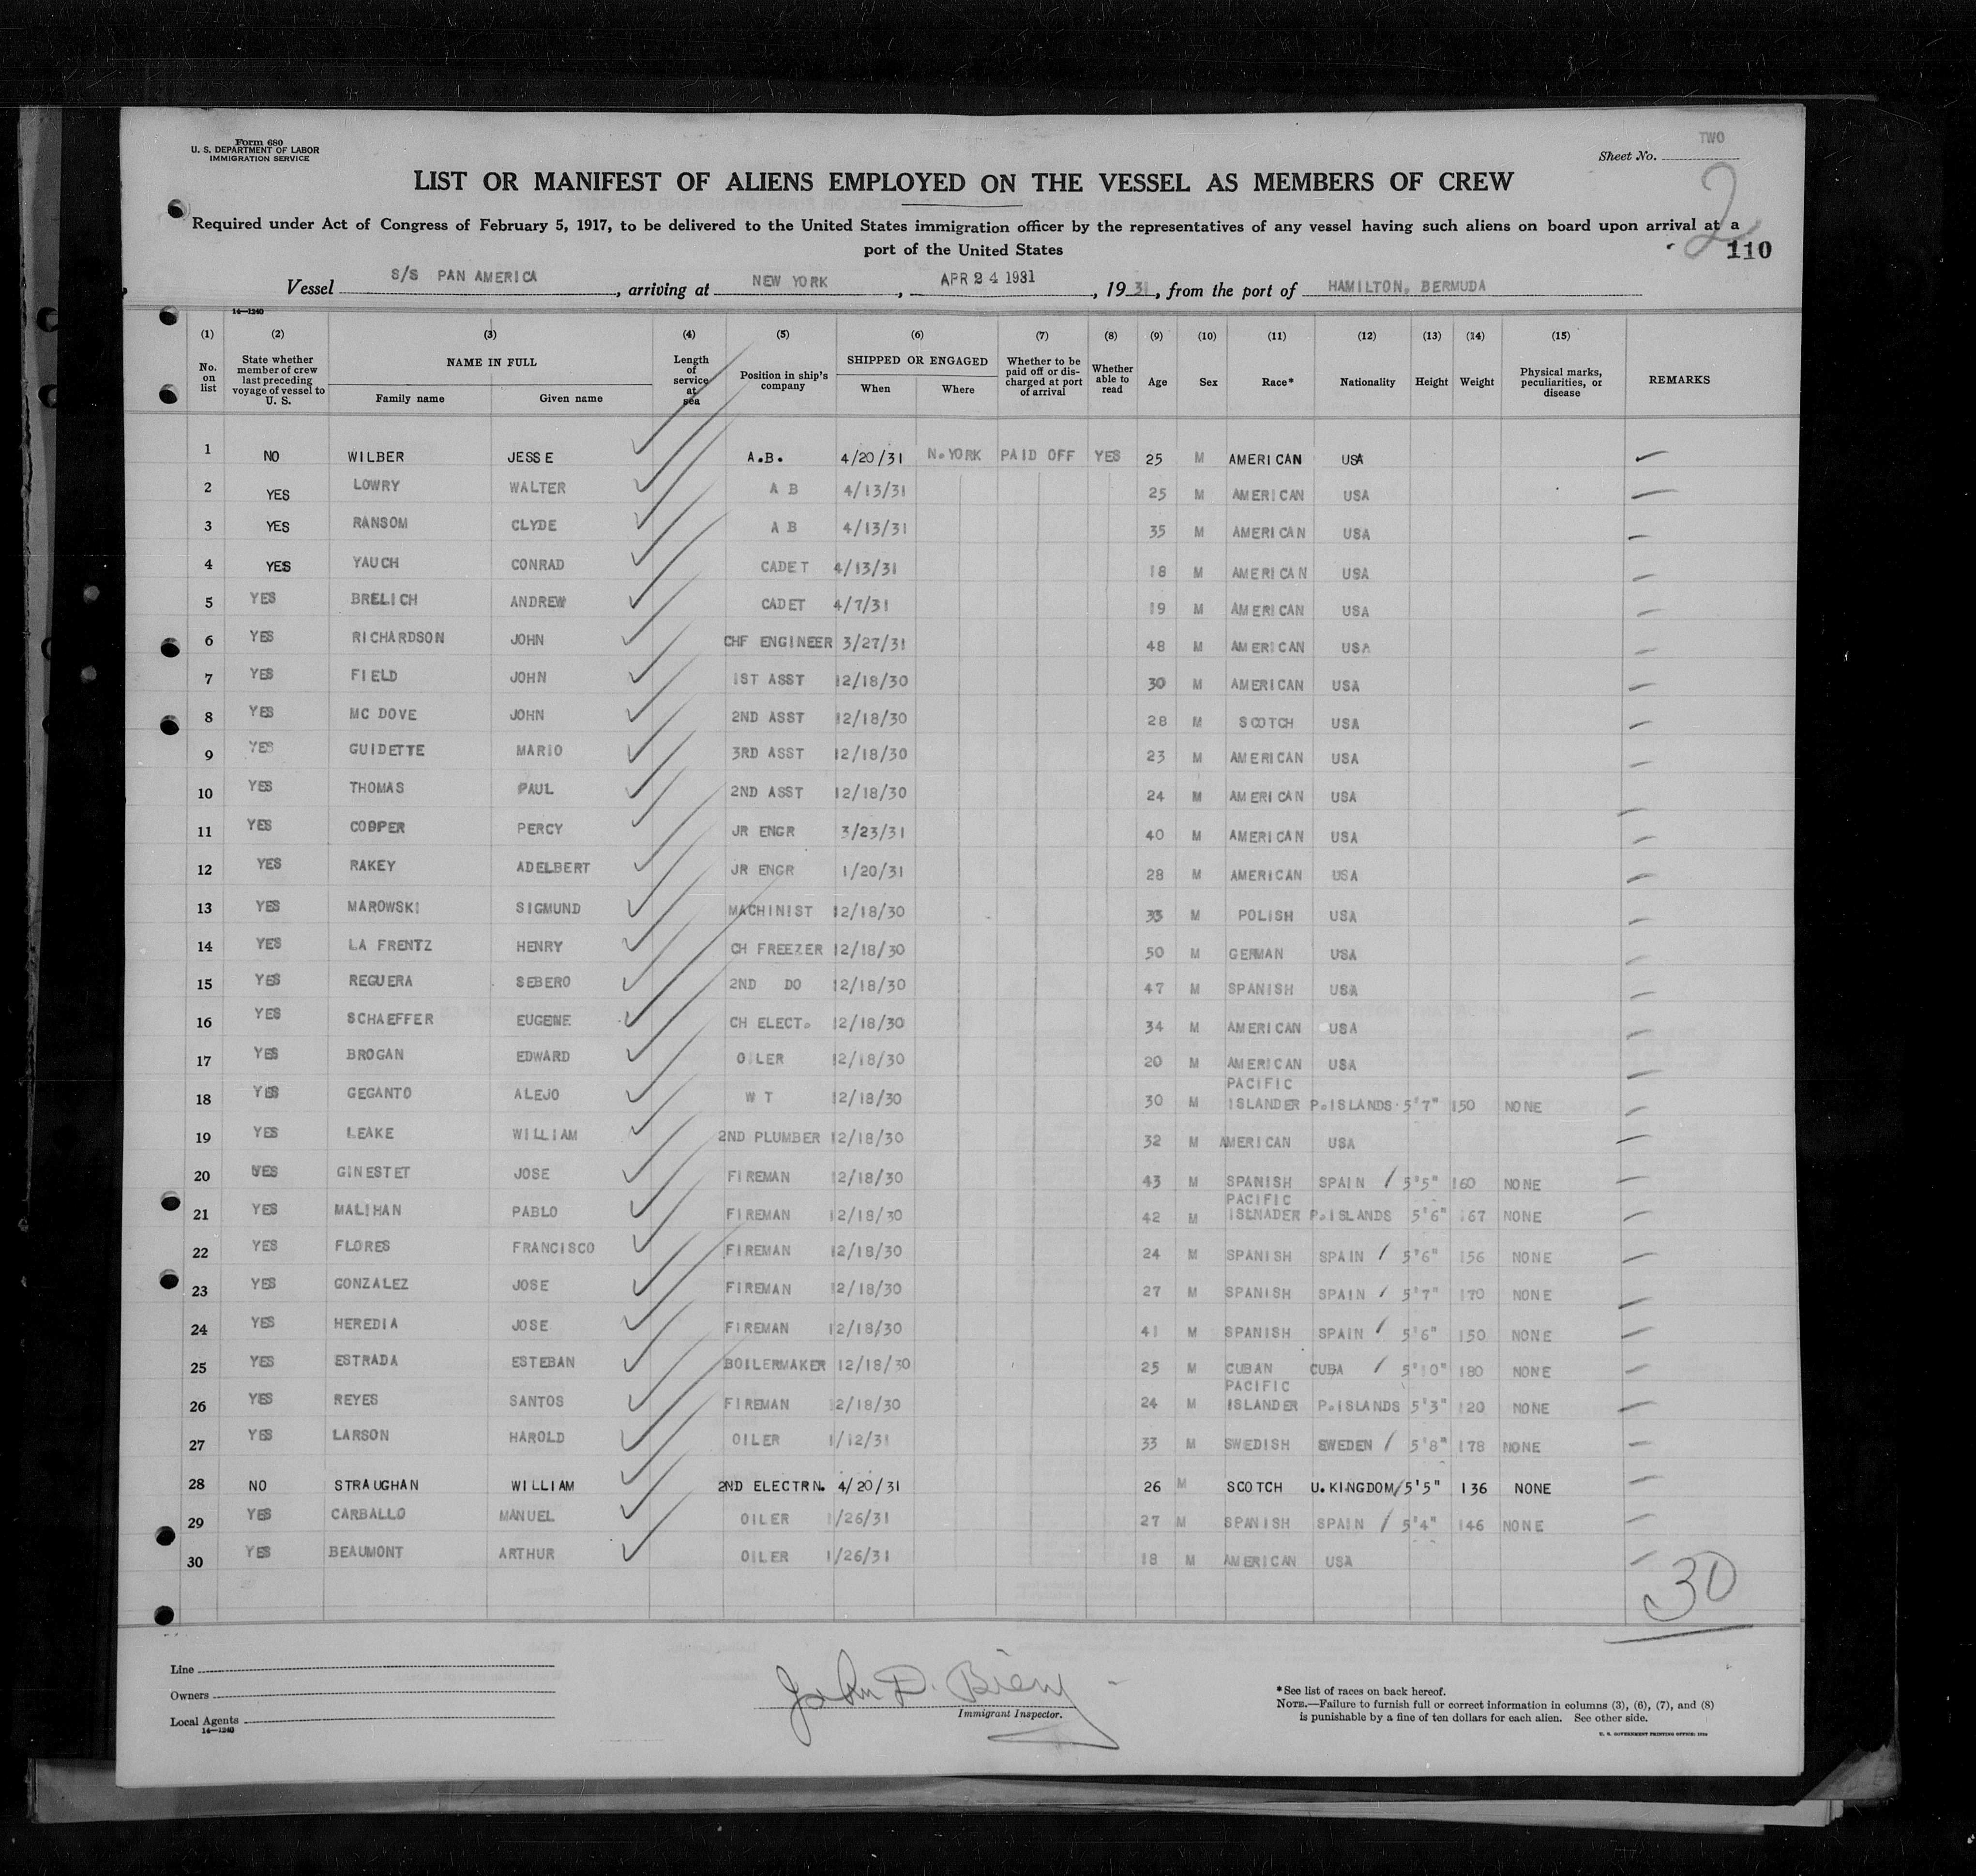 Form 680
U. S. DEPARTMENT OF LABOR
IMMIGRATION SERVICE
TWO
Sheet No.
LIST OR MANIFEST OF ALIENS EMPLOYED ON THE VESSEL AS MEMBERS OF CREW
2
Required under Act of Congress of February 5, 1917, to be delivered to the United States immigration officer by the representatives of any vessel having such aliens on board upon arrival at a
port of the United States
110
Vessel S/S PAN AMERICA, arriving at NEW YORK, APR 24 1931, 1931, from the port of HAMILTON, BERMUDA
14—1240
(1) (2) (3) (4) (5) (6) (7) (8) (9) (10) (11) (12) (13) (14) (15)
No. on list State whether member of crew last preceding voyage of vessel to U. S. NAME IN FULL Family name Given name Length of service at sea Position in ship's company SHIPPED OR ENGAGED When Where Whether to be paid off or discharged at port of arrival Whether able to read Age Sex Race* Nationality Height Weight Physical marks, peculiarities, or disease REMARKS
1 NO WILBER JESSE A.B. 4/20/31 N.YORK PAID OFF YES 25 M AMERICAN USA
2 YES LOWRY WALTER A B 4/13/31 25 M AMERICAN USA
3 YES RANSOM CLYDE A B 4/13/31 35 M AMERICAN USA
4 YES YAUCH CONRAD CADET 4/13/31 18 M AMERICAN USA
5 YES BRELICH ANDREW CADET 4/7/31 19 M AMERICAN USA
6 YES RICHARDSON JOHN CHF ENGINEER 3/27/31 48 M AMERICAN USA
7 YES FIELD JOHN 1ST ASST 12/18/30 30 M AMERICAN USA
8 YES MC DOVE JOHN 2ND ASST 12/18/30 28 M SCOTCH USA
9 YES GUIDETTE MARIO 3RD ASST 12/18/30 23 M AMERICAN USA
10 YES THOMAS PAUL 2ND ASST 12/18/30 24 M AMERICAN USA
11 YES COOPER PERCY JR ENGR 3/23/31 40 M AMERICAN USA
12 YES RAKEY ADELBERT JR ENGR 1/20/31 28 M AMERICAN USA
13 YES MAROWSKI SIGMUND MACHINIST 12/18/30 33 M POLISH USA
14 YES LA FRENTZ HENRY CH FREEZER 12/18/30 50 M GERMAN USA
15 YES REGUERA SEBERO 2ND DO 12/18/30 47 M SPANISH USA
16 YES SCHAEFFER EUGENE CH ELECT. 12/18/30 34 M AMERICAN USA
17 YES BROGAN EDWARD OILER 12/18/30 20 M AMERICAN USA
18 YES GEGANTO ALEJO W T 12/18/30 30 M PACIFIC ISLANDER P.ISLANDS 5'7" 150 NONE
19 YES LEAKE WILLIAM 2ND PLUMBER 12/18/30 32 M AMERICAN USA
20 YES GINESTET JOSE FIREMAN 12/18/30 43 M SPANISH SPAIN / 5'5" 160 NONE
21 YES MALIHAN PABLO FIREMAN 12/18/30 42 M PACIFIC ISLNADER P.ISLANDS 5'6" 167 NONE
22 YES FLORES FRANCISCO FIREMAN 12/18/30 24 M SPANISH SPAIN / 5'6" 156 NONE
23 YES GONZALEZ JOSE FIREMAN 12/18/30 27 M SPANISH SPAIN / 5'7" 170 NONE
24 YES HEREDIA JOSE FIREMAN 12/18/30 41 M SPANISH SPAIN / 5'6" 150 NONE
25 YES ESTRADA ESTEBAN BOILERMAKER 12/18/30 25 M CUBAN CUBA / 5'10" 180 NONE
26 YES REYES SANTOS FIREMAN 12/18/30 24 M PACIFIC ISLANDER P.ISLANDS 5'3" 120 NONE
27 YES LARSON HAROLD OILER 1/12/31 33 M SWEDISH SWEDEN / 5'8" 178 NONE
28 NO STRAUGHAN WILLIAM 2ND ELECTRN. 4/20/31 26 M SCOTCH U.KINGDOM / 5'5" 136 NONE
29 YES CARBALLO MANUEL OILER 1/26/31 27 M SPANISH SPAIN / 5'4" 146 NONE
30 YES BEAUMONT ARTHUR OILER 1/26/31 18 M AMERICAN USA
30
Line
Owners
Local Agents
14—1240
John D. Bieny
Immigrant Inspector.
*See list of races on back hereof.
NOTE.—Failure to furnish full or correct information in columns (3), (6), (7), and (8)
is punishable by a fine of ten dollars for each alien. See other side.